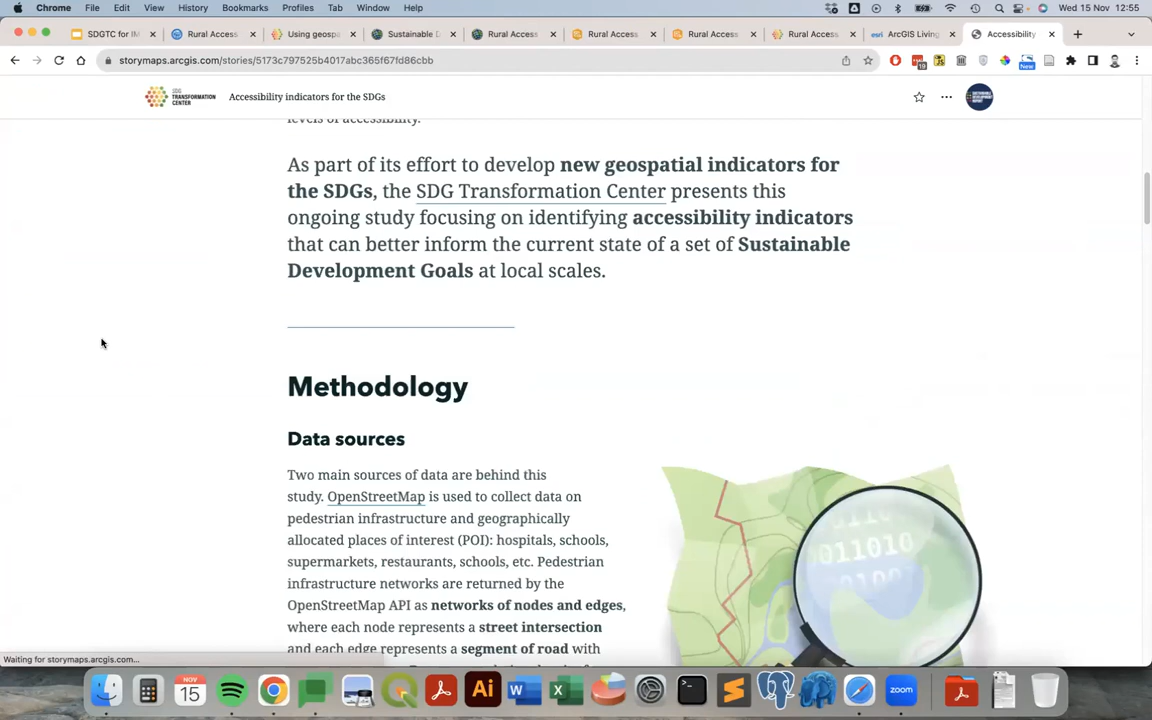 Chrome File Edit View History Bookmarks Profiles Tab Window Help Wed 15 Nov 12:55
SDGTC for IM Rural Access Using geospa Sustainable D Rural Access Rural Access Rural Access Rural Access ArcGIS Living Accessibility
storymaps.arcgis.com/stories/5173c797525b4017abc365f67fd86cbb
New
SDG
TRANSFORMATION
CENTER
Accessibility indicators for the SDGs
levels of accessibility.
As part of its effort to develop new geospatial indicators for
the SDGs, the SDG Transformation Center presents this
ongoing study focusing on identifying accessibility indicators
that can better inform the current state of a set of Sustainable
Development Goals at local scales.
Methodology
Data sources
Two main sources of data are behind this
study. OpenStreetMap is used to collect data on
pedestrian infrastructure and geographically
allocated places of interest (POI): hospitals, schools,
supermarkets, restaurants, schools, etc. Pedestrian
infrastructure networks are returned by the
OpenStreetMap API as networks of nodes and edges,
where each node represents a street intersection
and each edge represents a segment of road with
011010
Waiting for storymaps.arcgis.com...
NOV
15
Ai
W
X
zoom